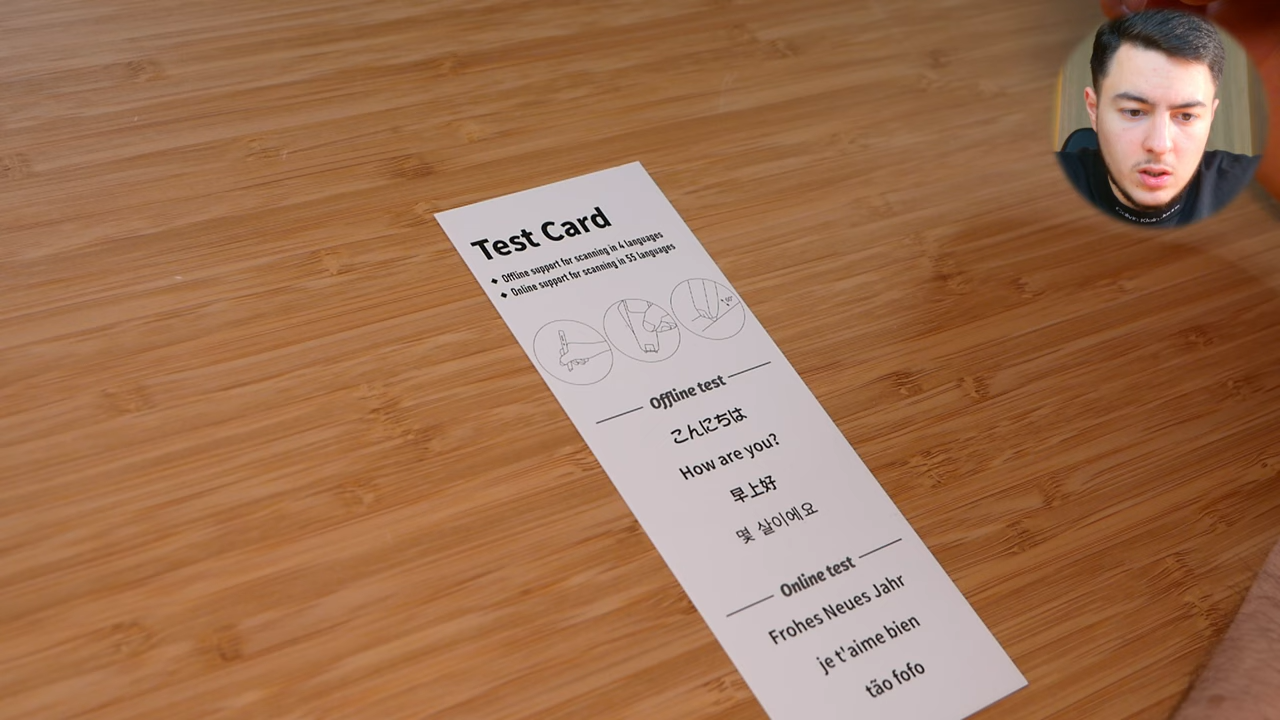 Test Card
◆ Offline support for scanning in 4 languages
◆ Online support for scanning in 55 languages
Offline test
こんにちは
How are you?
早上好
몇 살이에요
Online test
Frohes Neues Jahr
je t'aime bien
tão fofo